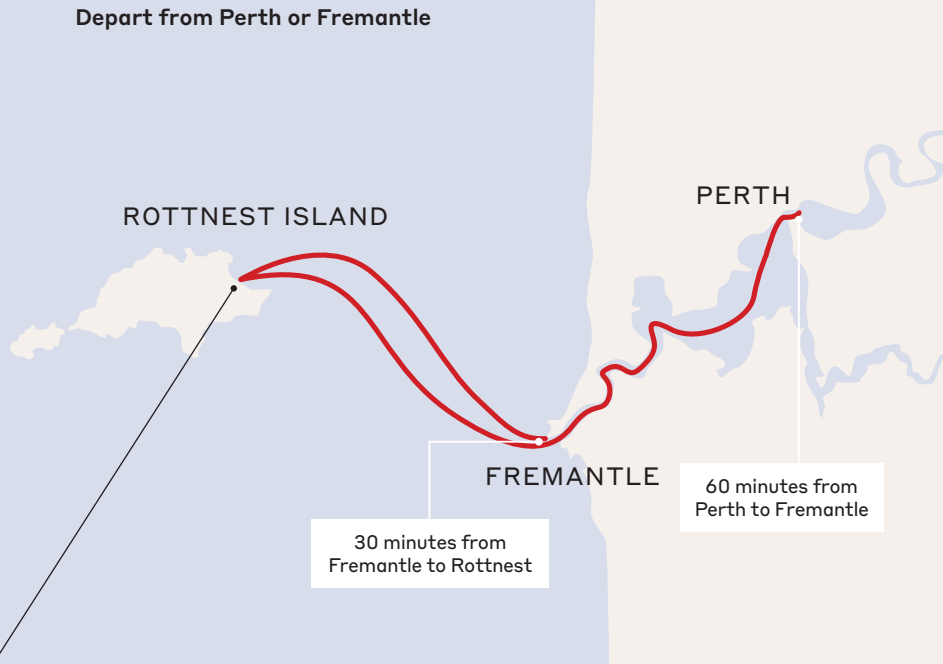 Depart from Perth or Fremantle
PERTH
ROTTNEST ISLAND
FREMANTLE
60 minutes from
Perth to Fremantle
30 minutes from
Fremantle to Rottnest